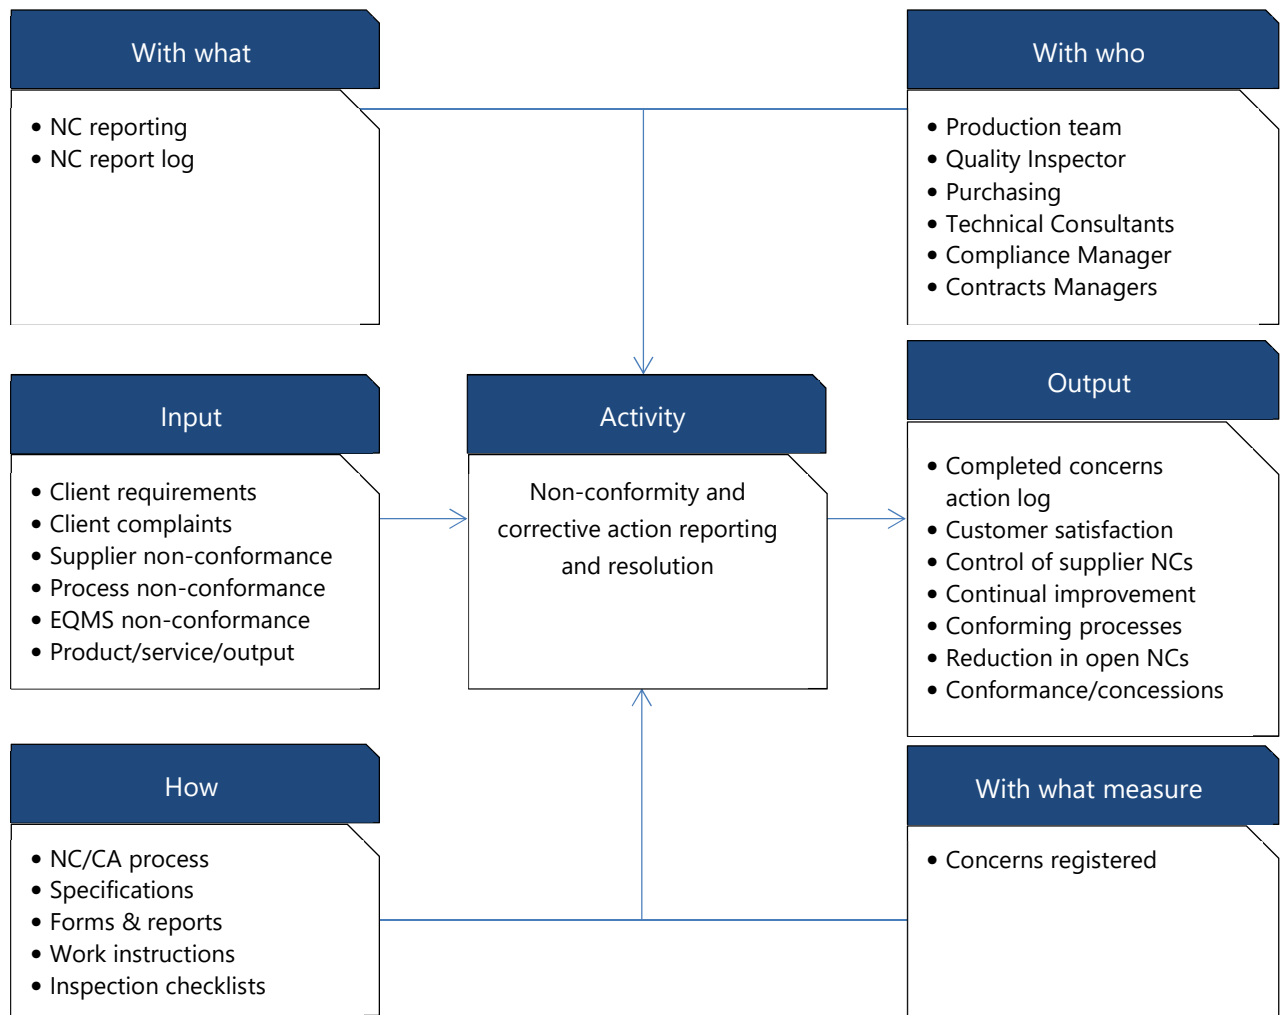 With what
• NC reporting
• NC report log
With who
• Production team
• Quality Inspector
• Purchasing
• Technical Consultants
• Compliance Manager
• Contracts Managers
Input
• Client requirements
• Client complaints
• Supplier non-conformance
• Process non-conformance
• EQMS non-conformance
• Product/service/output
Activity
Non-conformity and
corrective action reporting
and resolution
Output
• Completed concerns
action log
• Customer satisfaction
• Control of supplier NCs
• Continual improvement
• Conforming processes
• Reduction in open NCs
• Conformance/concessions
How
• NC/CA process
• Specifications
• Forms & reports
• Work instructions
• Inspection checklists
With what measure
• Concerns registered